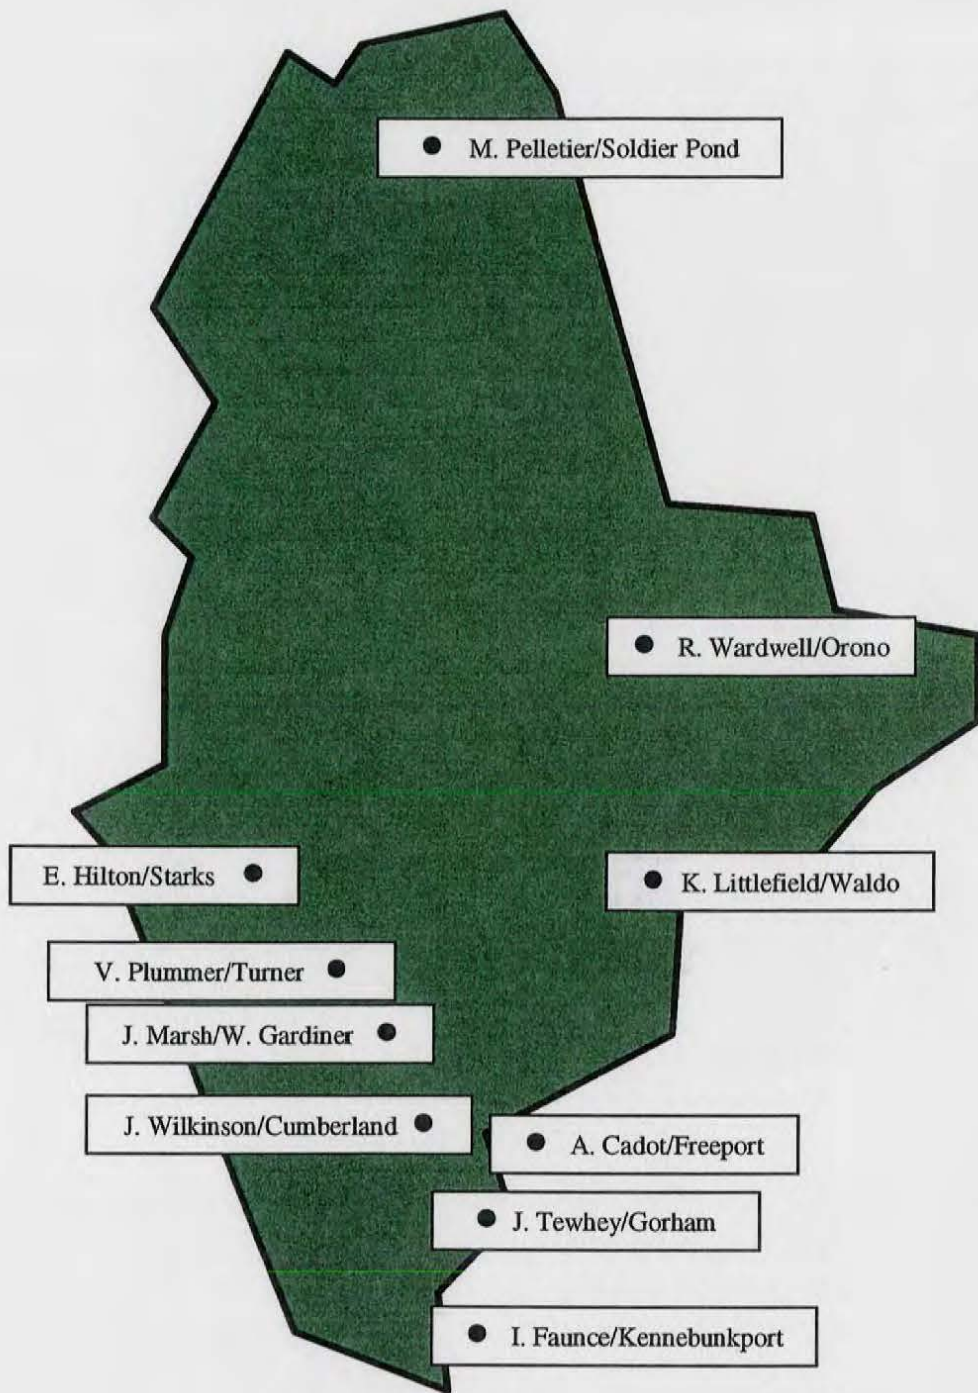 M. Pelletier/Soldier Pond
R. Wardwell/Orono
E. Hilton/Starks
K. Littlefield/Waldo
V. Plummer/Turner
J. Marsh/W. Gardiner
J. Wilkinson/Cumberland
A. Cadot/Freeport
J. Tewhey/Gorham
I. Faunce/Kennebunkport